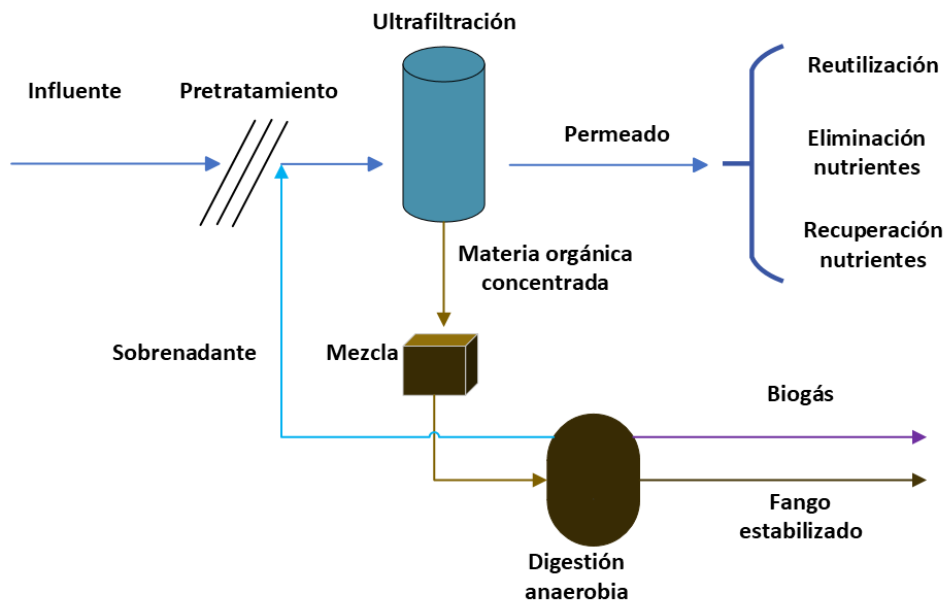 Ultrafiltración
Influente
Pretratamiento
Permeado
Reutilización
Eliminación
nutrientes
Recuperación
nutrientes
Materia orgánica
concentrada
Sobrenadante
Mezcla
Biogás
Fango
estabilizado
Digestión
anaerobia